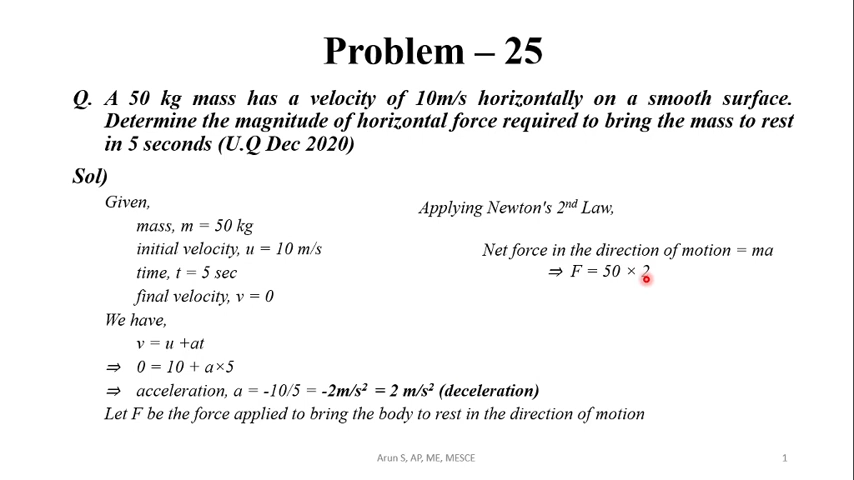 Problem – 25
Q. A 50 kg mass has a velocity of 10m/s horizontally on a smooth surface.
Determine the magnitude of horizontal force required to bring the mass to rest
in 5 seconds (U.Q Dec 2020)
Sol)
Given,
mass, m = 50 kg
initial velocity, u = 10 m/s
time, t = 5 sec
final velocity, v = 0
We have,
v = u +at
⇒ 0 = 10 + a×5
⇒ acceleration, a = -10/5 = -2m/s² = 2 m/s² (deceleration)
Let F be the force applied to bring the body to rest in the direction of motion
Applying Newton's 2nd Law,
Net force in the direction of motion = ma
⇒ F = 50 × 2
Arun S, AP, ME, MESCE
1